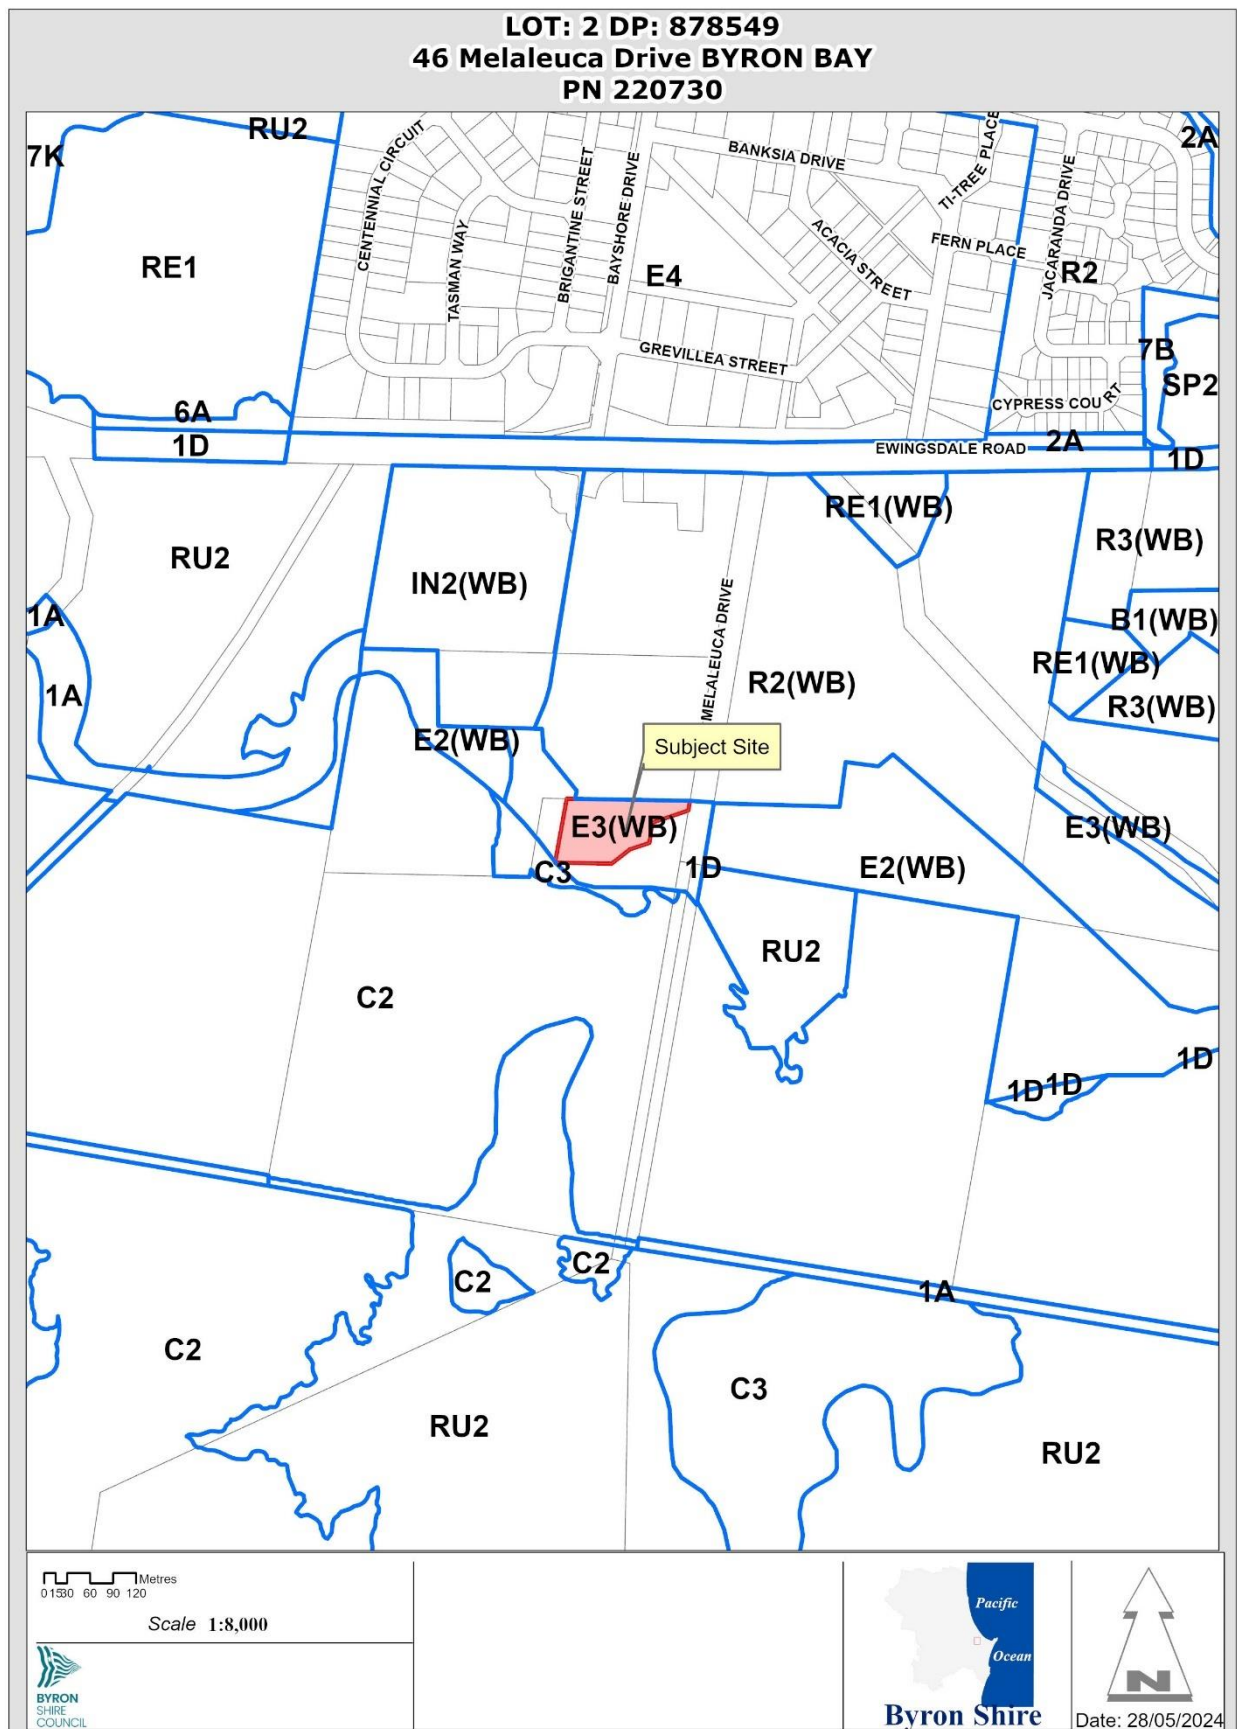 LOT: 2 DP: 878549
46 Melaleuca Drive BYRON BAY
PN 220730
RU2
2A
7K
BANKSIA DRIVE
TI-TREE PLACE
CENTENNIAL CIRCUIT
BRIGANTINE STREET
BAYSHORE DRIVE
JACARANDA DRIVE
TASMAN WAY
ACACIA STREET
FERN PLACE
RE1
E4
R2
GREVILLEA STREET
7B
SP2
CYPRESS COURT
6A
1D
EWINGSDALE ROAD
2A
1D
RE1(WB)
R3(WB)
RU2
IN2(WB)
1A
B1(WB)
MELALEUCA DRIVE
RE1(WB)
1A
R2(WB)
R3(WB)
E2(WB)
Subject Site
E3(WB)
E3(WB)
C3
1D
E2(WB)
RU2
C2
1D
1D
1D
C2
C2
1A
C2
C3
RU2
RU2
Metres
0 15 30 60 90 120
Scale 1:8,000
BYRON
SHIRE
COUNCIL
Pacific
Ocean
Byron Shire
N
Date: 28/05/2024